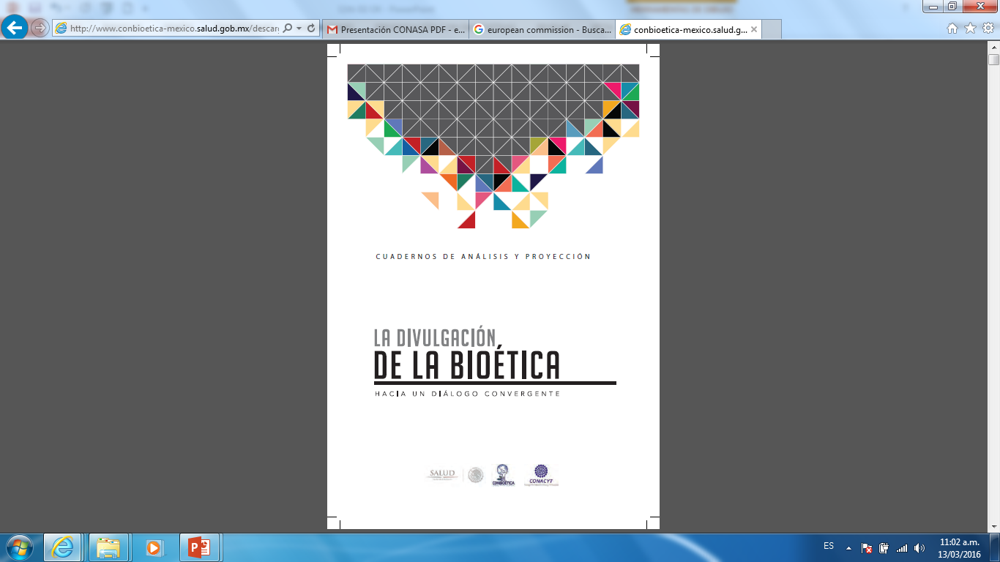 http://www.conbioetica-mexico.salud.gob.mx/descarg
Presentación CONASA PDF - e...
european commission - Busca...
conbioetica-mexico.salud.g...
CUADERNOS DE ANÁLISIS Y PROYECCIÓN
LA DIVULGACIÓN
DE LA BIOÉTICA
HACIA UN DIÁLOGO CONVERGENTE
SALUD
CONBIOÉTICA
CONACYT
ES
11:02 a.m.
13/03/2016